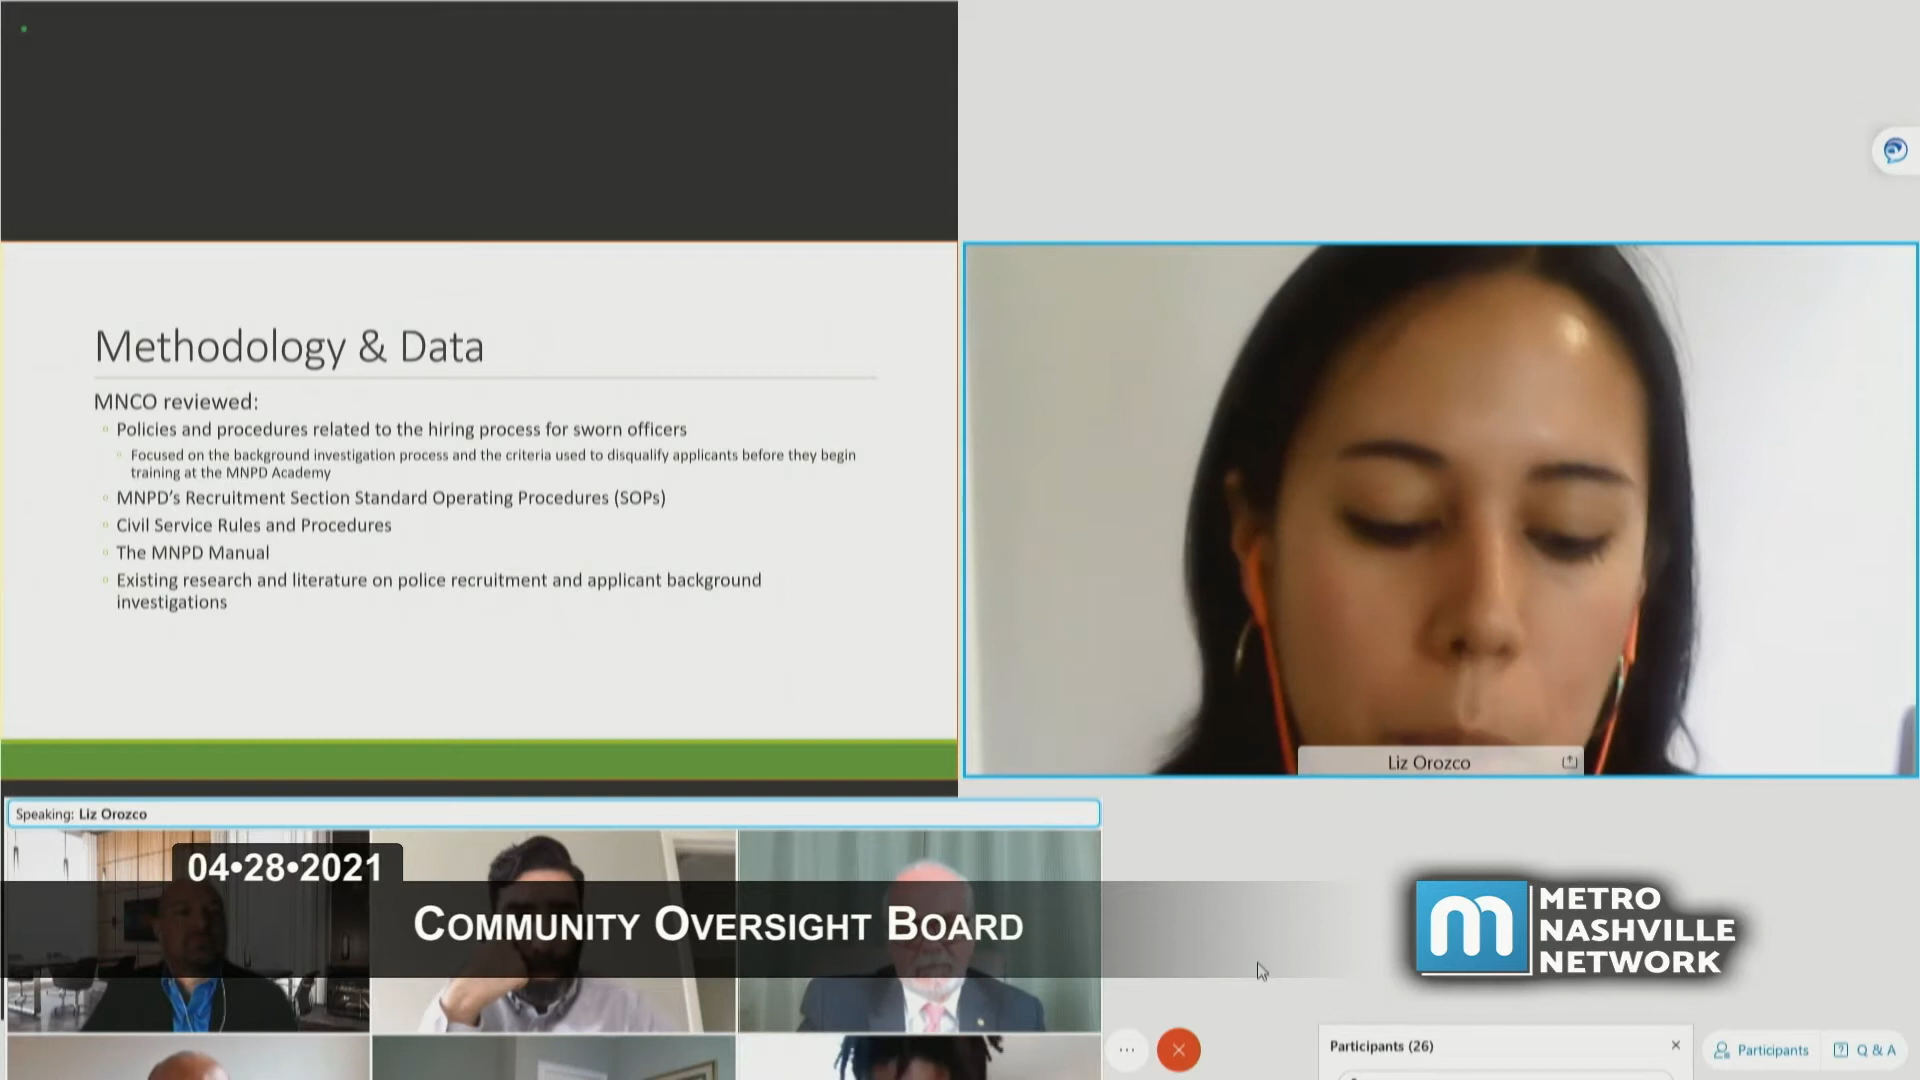 Methodology & Data
MNCO reviewed:
Policies and procedures related to the hiring process for sworn officers
Focused on the background investigation process and the criteria used to disqualify applicants before they begin
training at the MNPD Academy
MNPD's Recruitment Section Standard Operating Procedures (SOPs)
Civil Service Rules and Procedures
The MNPD Manual
Existing research and literature on police recruitment and applicant background
investigations
Liz Orozco
Speaking: Liz Orozco
04•28•2021
COMMUNITY OVERSIGHT BOARD
m METRO
NASHVILLE
NETWORK
Participants (26)
Participants
Q & A